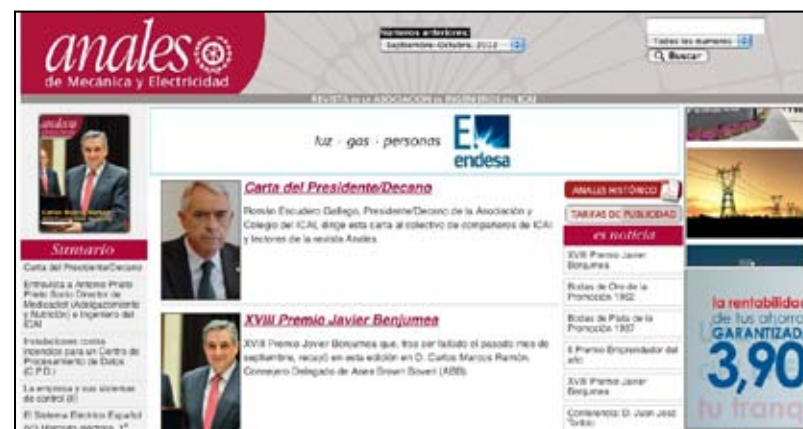 anales
de Mecánica y Electricidad
Números anteriores:
Septiembre-Octubre, 2012
Todos los números
Buscar
REVISTA DE LA ASOCIACIÓN DE INGENIEROS DEL ICAI
anales
luz · gas · personas
endesa
Sumario
Carta del Presidente/Decano
Entrevista a Antonio Prieto
Prieto Socio Director de
Medicadiet (Adelgazamiento
y Nutrición) e Ingeniero del
ICAI
Instalaciones contra
incendios para un Centro de
Procesamiento de Datos
(C.P.D.)
La empresa y sus sistemas
de control (II)
El Sistema Eléctrico Español
Carta del Presidente/Decano
Román Escudero Gallego, Presidente/Decano de la Asociación y
Colegio del ICAI, dirige esta carta al colectivo de compañeros de ICAI
y lectores de la revista Anales.
XVIII Premio Javier Benjumea
XVIII Premio Javier Benjumea que, tras ser fallado el pasado mes de
septiembre, recayó en esta edición en D. Carlos Marcos Ramón,
Consejero Delegado de Asea Brown Boveri (ABB).
ANALES HISTÓRICO
TARIFAS DE PUBLICIDAD
es noticia
XVIII Premio Javier
Benjumea
Bodas de Oro de la
Promoción 1962
Bodas de Plata de la
Promoción 1987
II Premio Emprendedor del
año
XVIII Premio Javier
Benjumea
Conferencia: D. Juan José
Toribio
la rentabilidad
de tus ahorro
GARANTIZADA
3,90
tu tranq